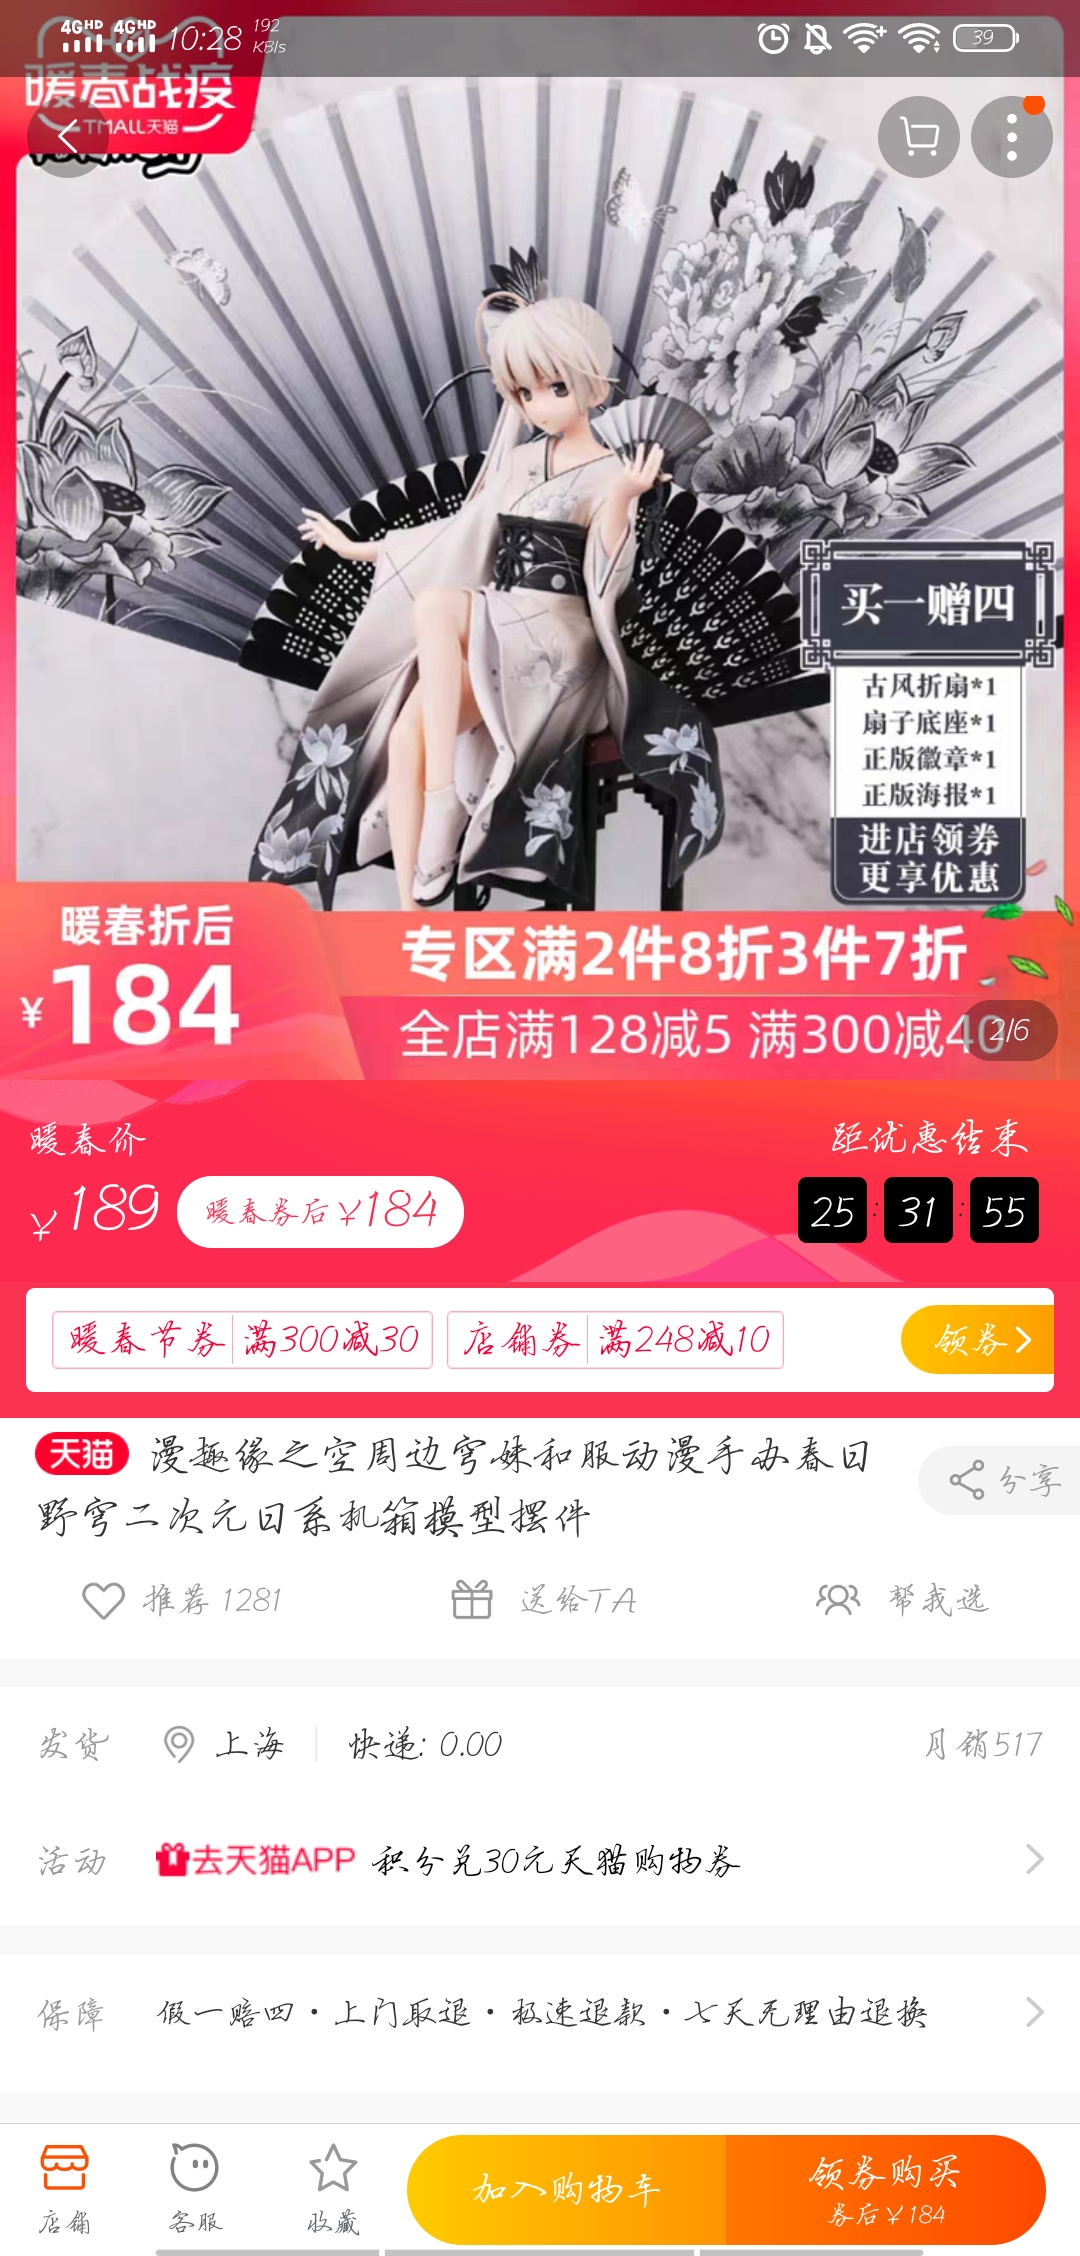 4GHD 4GHD 10:28 192 KB/s 39
暖春战疫
TMALL天猫
买一赠四
古风折扇*1
扇子底座*1
正版徽章*1
正版海报*1
进店领券
更享优惠
暖春折后
¥184
专区满2件8折3件7折
全店满128减5 满300减40
2/6
暖春价
距优惠结束
¥189 暖春券后¥184
25:31:55
暖春节券 满300减30 店铺券 满248减10 领券
天猫 漫趣缘之空周边穹妹和服动漫手办春日
野穹二次元日系机箱模型摆件
分享
推荐 1281 送给TA 帮我选
发货 上海 快递: 0.00 月销517
活动 去天猫APP 积分兑30元天猫购物券
保障 假一赔四·上门取退·极速退款·七天无理由退换
店铺 客服 收藏
加入购物车
领券购买
券后¥184